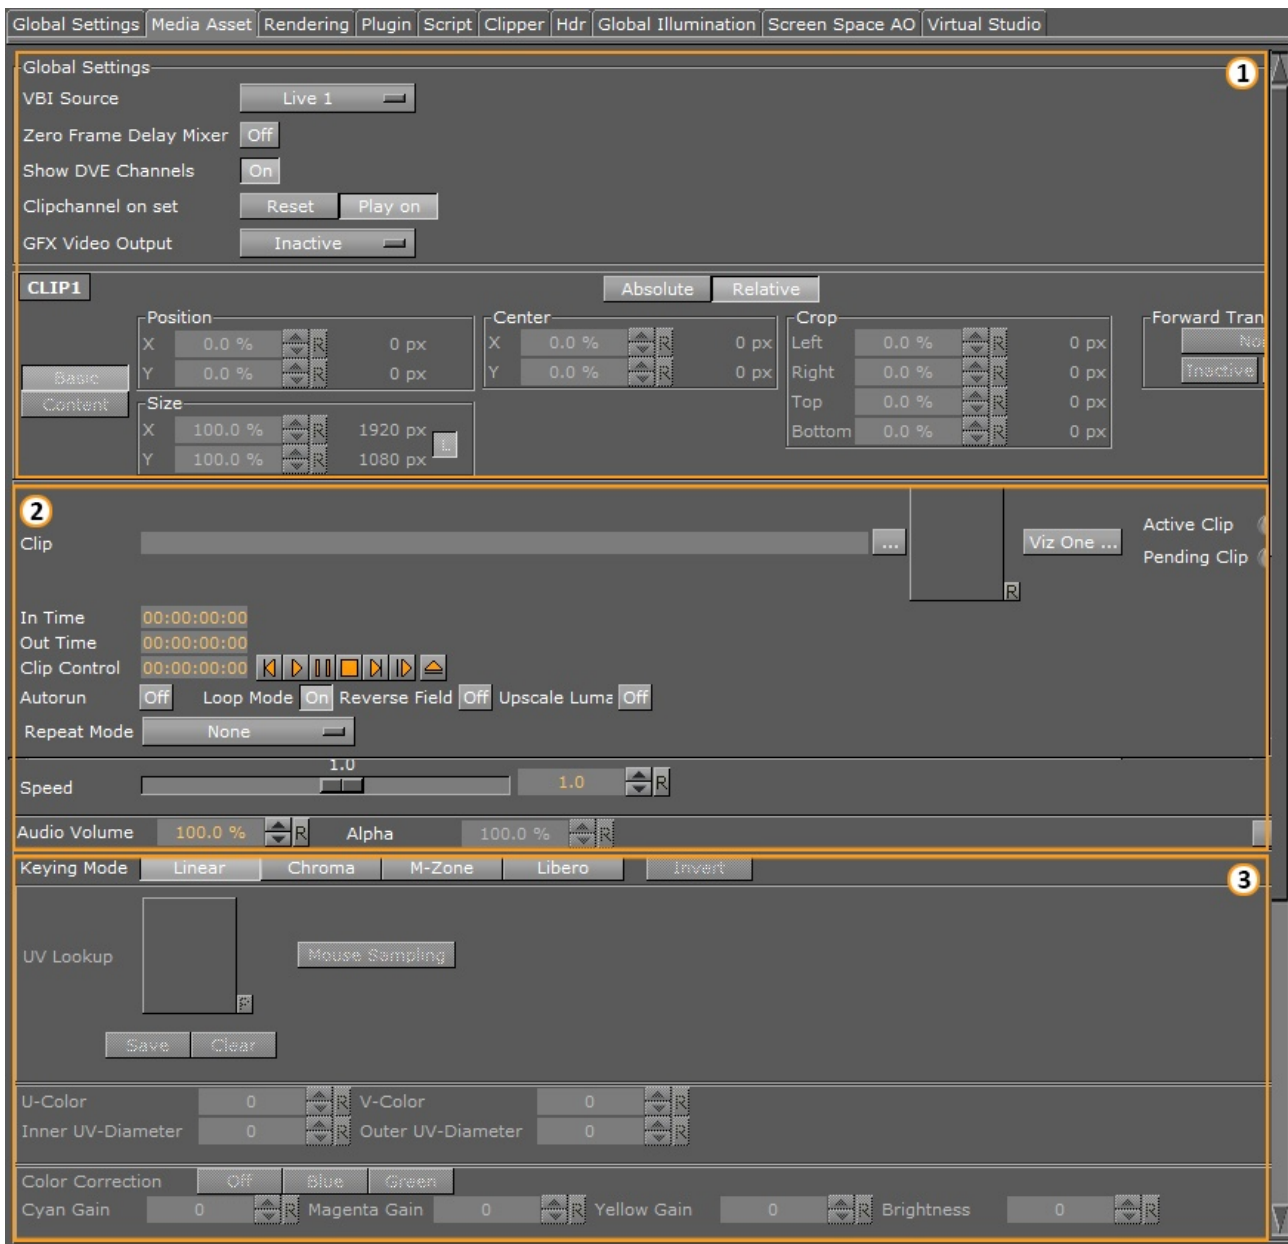 Global Settings Media Asset Rendering Plugin Script Clipper Hdr Global Illumination Screen Space AO Virtual Studio
Global Settings
1
VBI Source Live 1
Zero Frame Delay Mixer Off
Show DVE Channels On
Clipchannel on set Reset Play on
GFX Video Output Inactive
CLIP1 Absolute Relative
Position Center Crop Forward Tran
X 0.0 % R 0 px X 0.0 % R 0 px Left 0.0 % R 0 px
Y 0.0 % R 0 px Y 0.0 % R 0 px Right 0.0 % R 0 px Inactive
Basic
Content
Size Top 0.0 % R 0 px
X 100.0 % R 1920 px L Bottom 0.0 % R 0 px
Y 100.0 % R 1080 px
2
Clip ... Viz One ... Active Clip
Pending Clip
R
In Time 00:00:00:00
Out Time 00:00:00:00
Clip Control 00:00:00:00
Autorun Off Loop Mode On Reverse Field Off Upscale Luma Off
Repeat Mode None
1.0
Speed 1.0 R
Audio Volume 100.0 % R Alpha 100.0 % R
Keying Mode Linear Chroma M-Zone Libero Invert
3
UV Lookup Mouse Sampling
Save Clear
U-Color 0 R V-Color 0 R
Inner UV-Diameter 0 R Outer UV-Diameter 0 R
Color Correction Off Blue Green
Cyan Gain 0 R Magenta Gain 0 R Yellow Gain 0 R Brightness 0 R